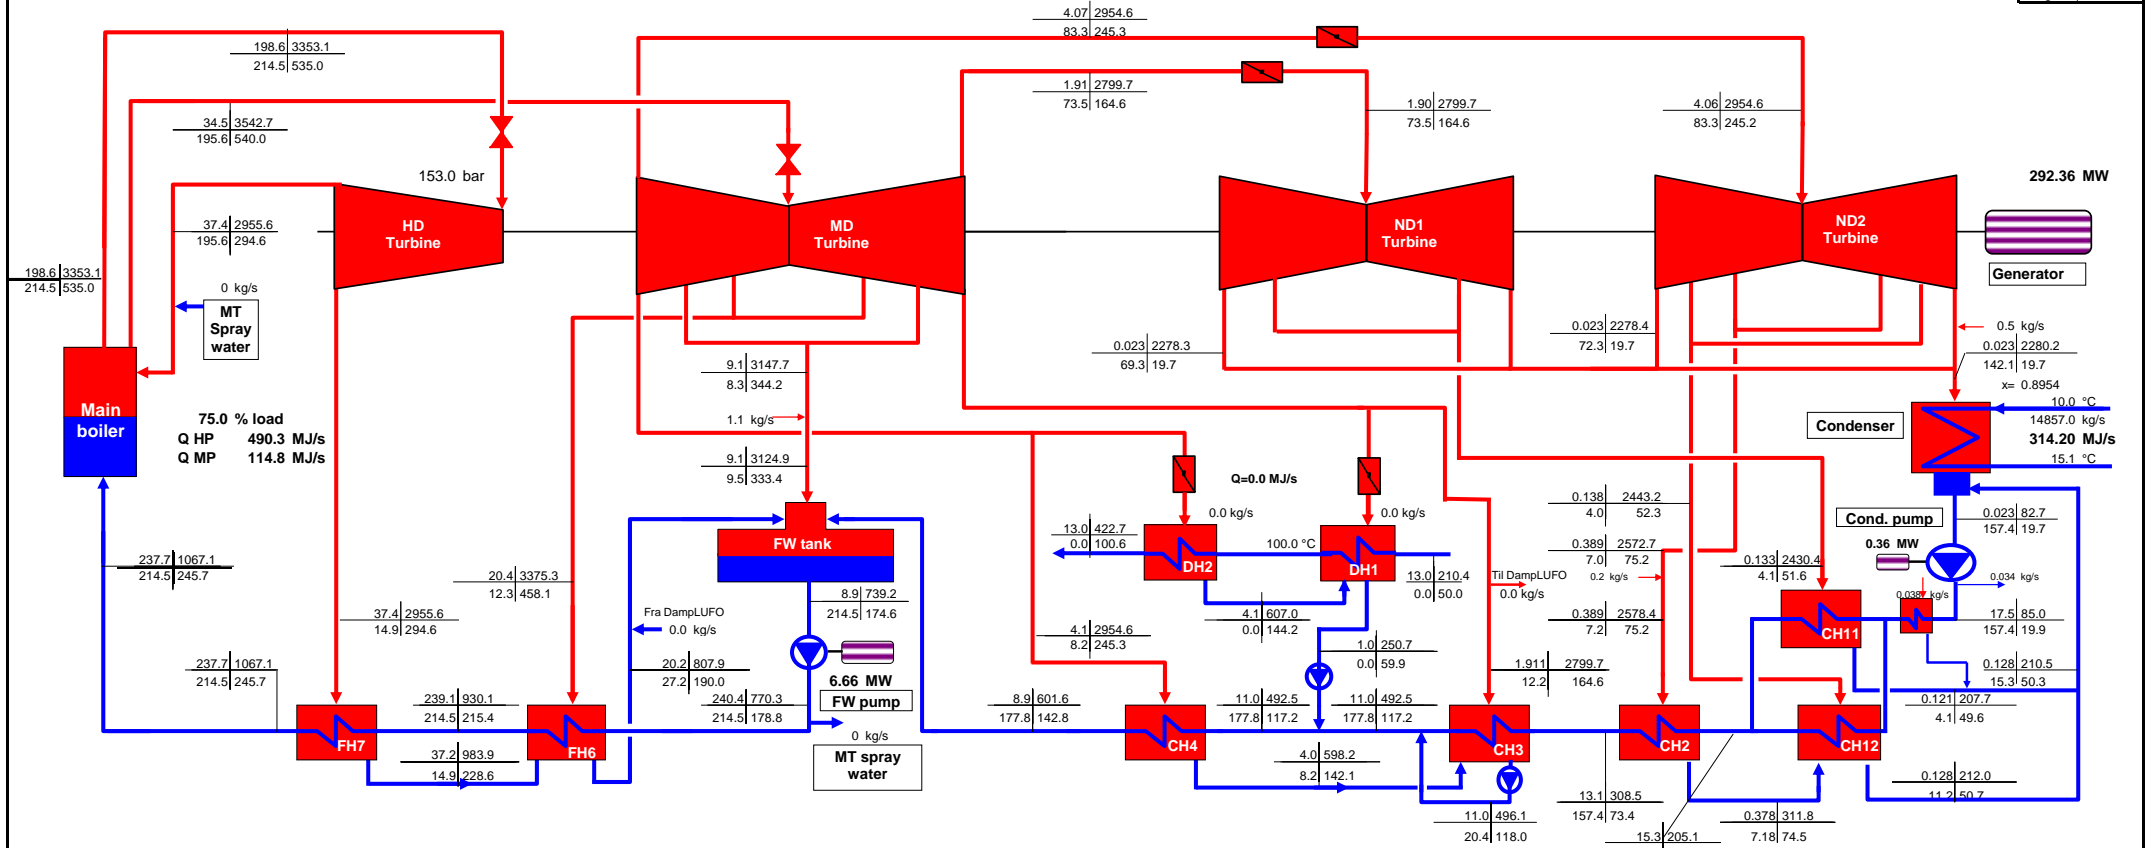 4.07 2954.6
83.3 245.3
198.6 3353.1
214.5 535.0
1.91 2799.7
73.5 164.6
1.90 2799.7
73.5 164.6
4.06 2954.6
83.3 245.2
34.5 3542.7
195.6 540.0
153.0 bar
292.36 MW
HD
Turbine
MD
Turbine
ND1
Turbine
ND2
Turbine
37.4 2955.6
195.6 294.6
198.6 3353.1
214.5 535.0
Generator
0 kg/s
MT
Spray
water
0.023 2278.3
69.3 19.7
0.023 2278.4
72.3 19.7
0.5 kg/s
0.023 2280.2
142.1 19.7
x= 0.8954
9.1 3147.7
8.3 344.2
1.1 kg/s
9.1 3124.9
9.5 333.4
Main
boiler
75.0 % load
Q HP 490.3 MJ/s
Q MP 114.8 MJ/s
Condenser
10.0 °C
14857.0 kg/s
314.20 MJ/s
15.1 °C
Q=0.0 MJ/s
0.0 kg/s
0.0 kg/s
0.138 2443.2
4.0 52.3
Cond. pump
0.36 MW
0.023 82.7
157.4 19.7
FW tank
13.0 422.7
0.0 100.6
100.0 °C
DH2
DH1
13.0 210.4
0.0 50.0
0.389 2572.7
7.0 75.2
0.2 kg/s
0.133 2430.4
4.1 51.6
0.034 kg/s
0.038 kg/s
237.7 1067.1
214.5 245.7
20.4 3375.3
12.3 458.1
37.4 2955.6
14.9 294.6
Fra DampLUFO
0.0 kg/s
8.9 739.2
214.5 174.6
Til DampLUFO
0.0 kg/s
4.1 607.0
0.0 144.2
4.1 2954.6
8.2 245.3
1.0 250.7
0.0 59.9
0.389 2578.4
7.2 75.2
CH11
17.5 85.0
157.4 19.9
237.7 1067.1
214.5 245.7
20.2 807.9
27.2 190.0
6.66 MW
FW pump
1.911 2799.7
12.2 164.6
0.128 210.5
15.3 50.3
239.1 930.1
214.5 215.4
240.4 770.3
214.5 178.8
8.9 601.6
177.8 142.8
11.0 492.5
177.8 117.2
11.0 492.5
177.8 117.2
0.121 207.7
4.1 49.6
FH7
FH6
0 kg/s
MT spray
water
CH4
CH3
CH2
CH12
37.2 983.9
14.9 228.6
4.0 598.2
8.2 142.1
0.128 212.0
11.2 50.7
13.1 308.5
157.4 73.4
11.0 496.1
20.4 118.0
0.378 311.8
7.18 74.5
15.3 205.1